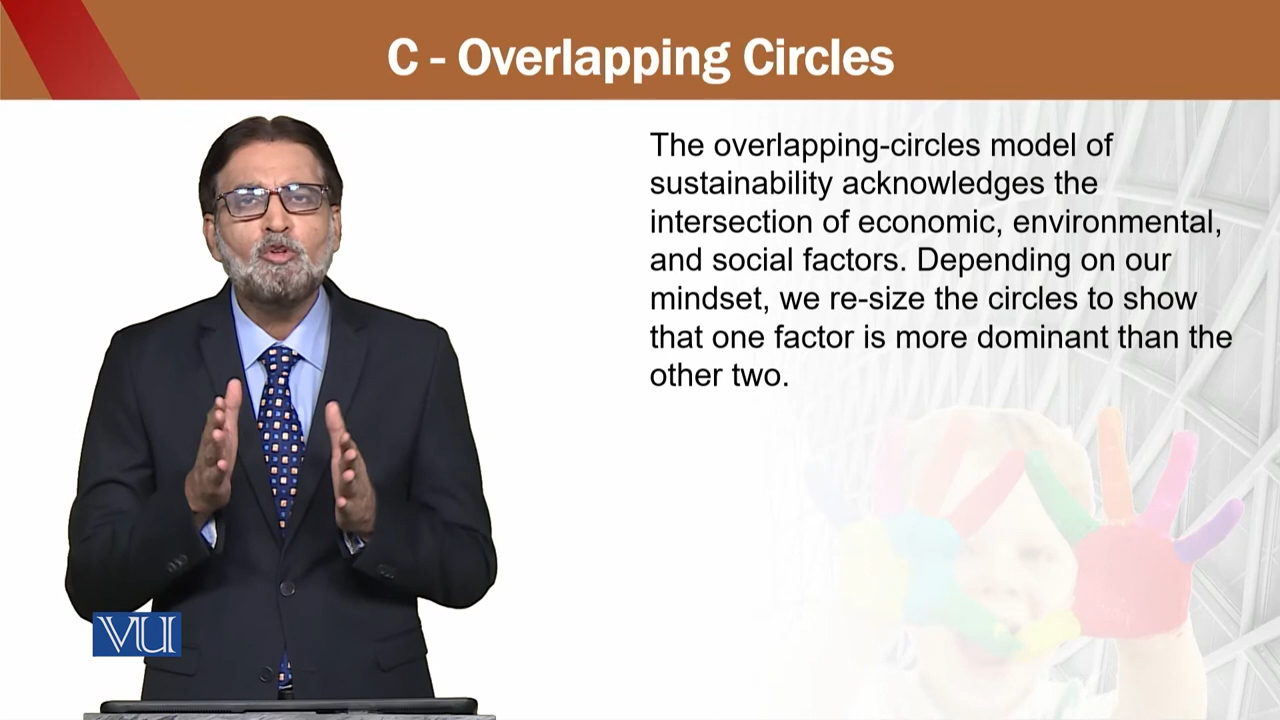 C - Overlapping Circles
The overlapping-circles model of
sustainability acknowledges the
intersection of economic, environmental,
and social factors. Depending on our
mindset, we re-size the circles to show
that one factor is more dominant than the
other two.
VU